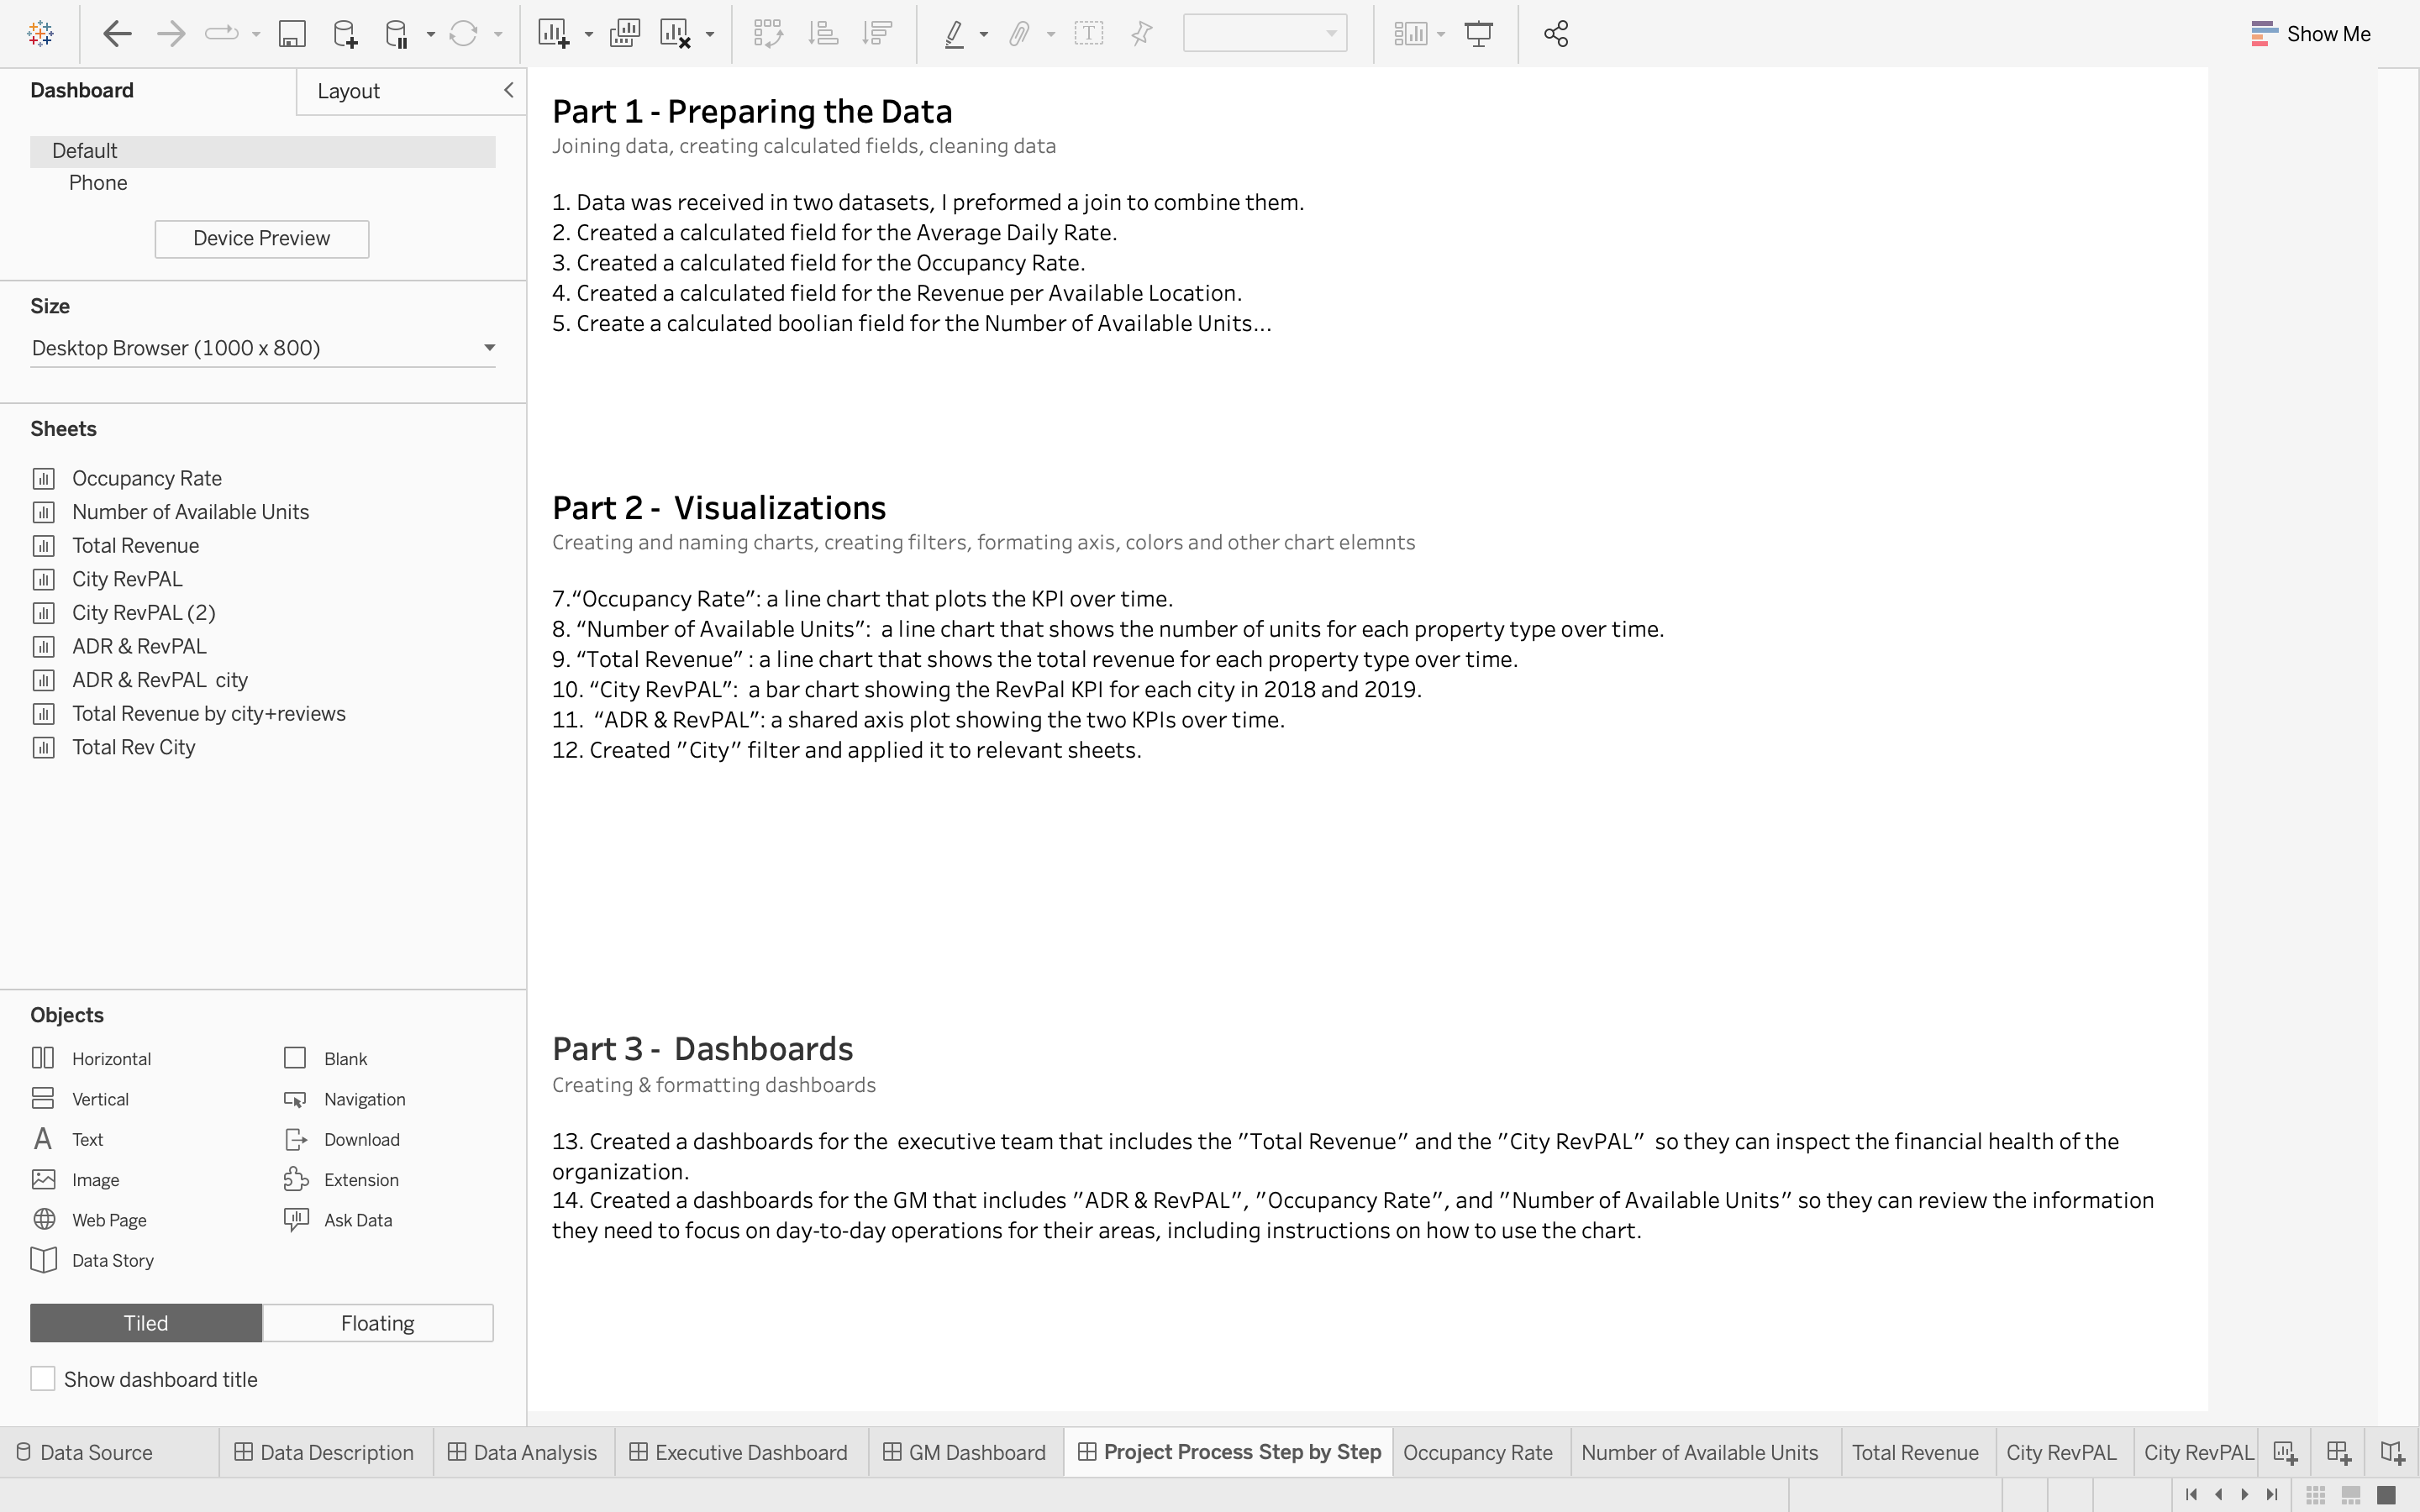 Show Me
Dashboard
Layout
Default
Phone
Device Preview
Size
Desktop Browser (1000 x 800)
Sheets
Occupancy Rate
Number of Available Units
Total Revenue
City RevPAL
City RevPAL (2)
ADR & RevPAL
ADR & RevPAL  city
Total Revenue by city+reviews
Total Rev City
Objects
Horizontal
Blank
Vertical
Navigation
Text
Download
Image
Extension
Web Page
Ask Data
Data Story
Tiled
Floating
Show dashboard title
Part 1 - Preparing the Data
Joining data, creating calculated fields, cleaning data
1. Data was received in two datasets, I preformed a join to combine them.
2. Created a calculated field for the Average Daily Rate.
3. Created a calculated field for the Occupancy Rate.
4. Created a calculated field for the Revenue per Available Location.
5. Create a calculated boolian field for the Number of Available Units...
Part 2 -  Visualizations
Creating and naming charts, creating filters, formating axis, colors and other chart elemnts
7.“Occupancy Rate”: a line chart that plots the KPI over time.
8. “Number of Available Units”:  a line chart that shows the number of units for each property type over time.
9. “Total Revenue” : a line chart that shows the total revenue for each property type over time.
10. “City RevPAL”:  a bar chart showing the RevPal KPI for each city in 2018 and 2019.
11.  “ADR & RevPAL”: a shared axis plot showing the two KPIs over time.
12. Created "City" filter and applied it to relevant sheets.
Part 3 -  Dashboards
Creating & formatting dashboards
13. Created a dashboards for the  executive team that includes the "Total Revenue" and the "City RevPAL"  so they can inspect the financial health of the
organization.
14. Created a dashboards for the GM that includes "ADR & RevPAL", "Occupancy Rate", and "Number of Available Units" so they can review the information
they need to focus on day-to-day operations for their areas, including instructions on how to use the chart.
Data Source
Data Description
Data Analysis
Executive Dashboard
GM Dashboard
Project Process Step by Step
Occupancy Rate
Number of Available Units
Total Revenue
City RevPAL
City RevPAL